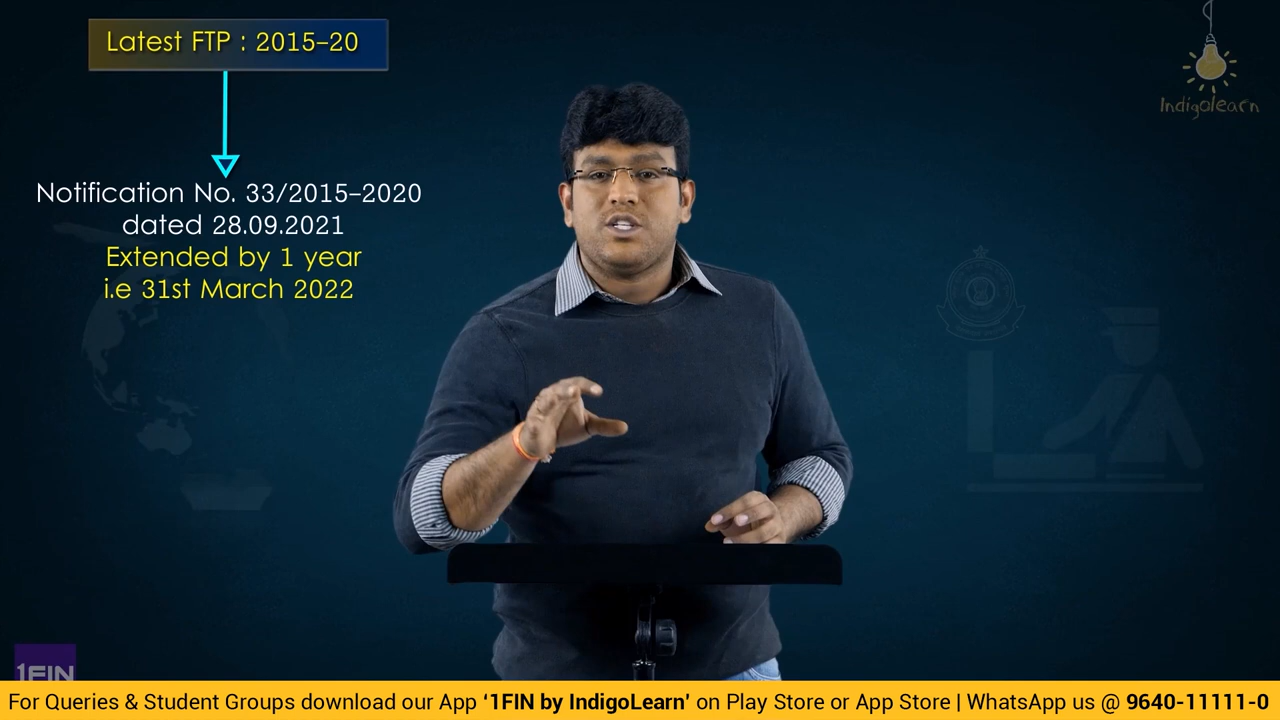 Latest FTP : 2015-20
Indigolearn
Notification No. 33/2015-2020
dated 28.09.2021
Extended by 1 year
i.e 31st March 2022
1FIN
For Queries & Student Groups download our App ‘1FIN by IndigoLearn’ on Play Store or App Store | WhatsApp us @ 9640-11111-0